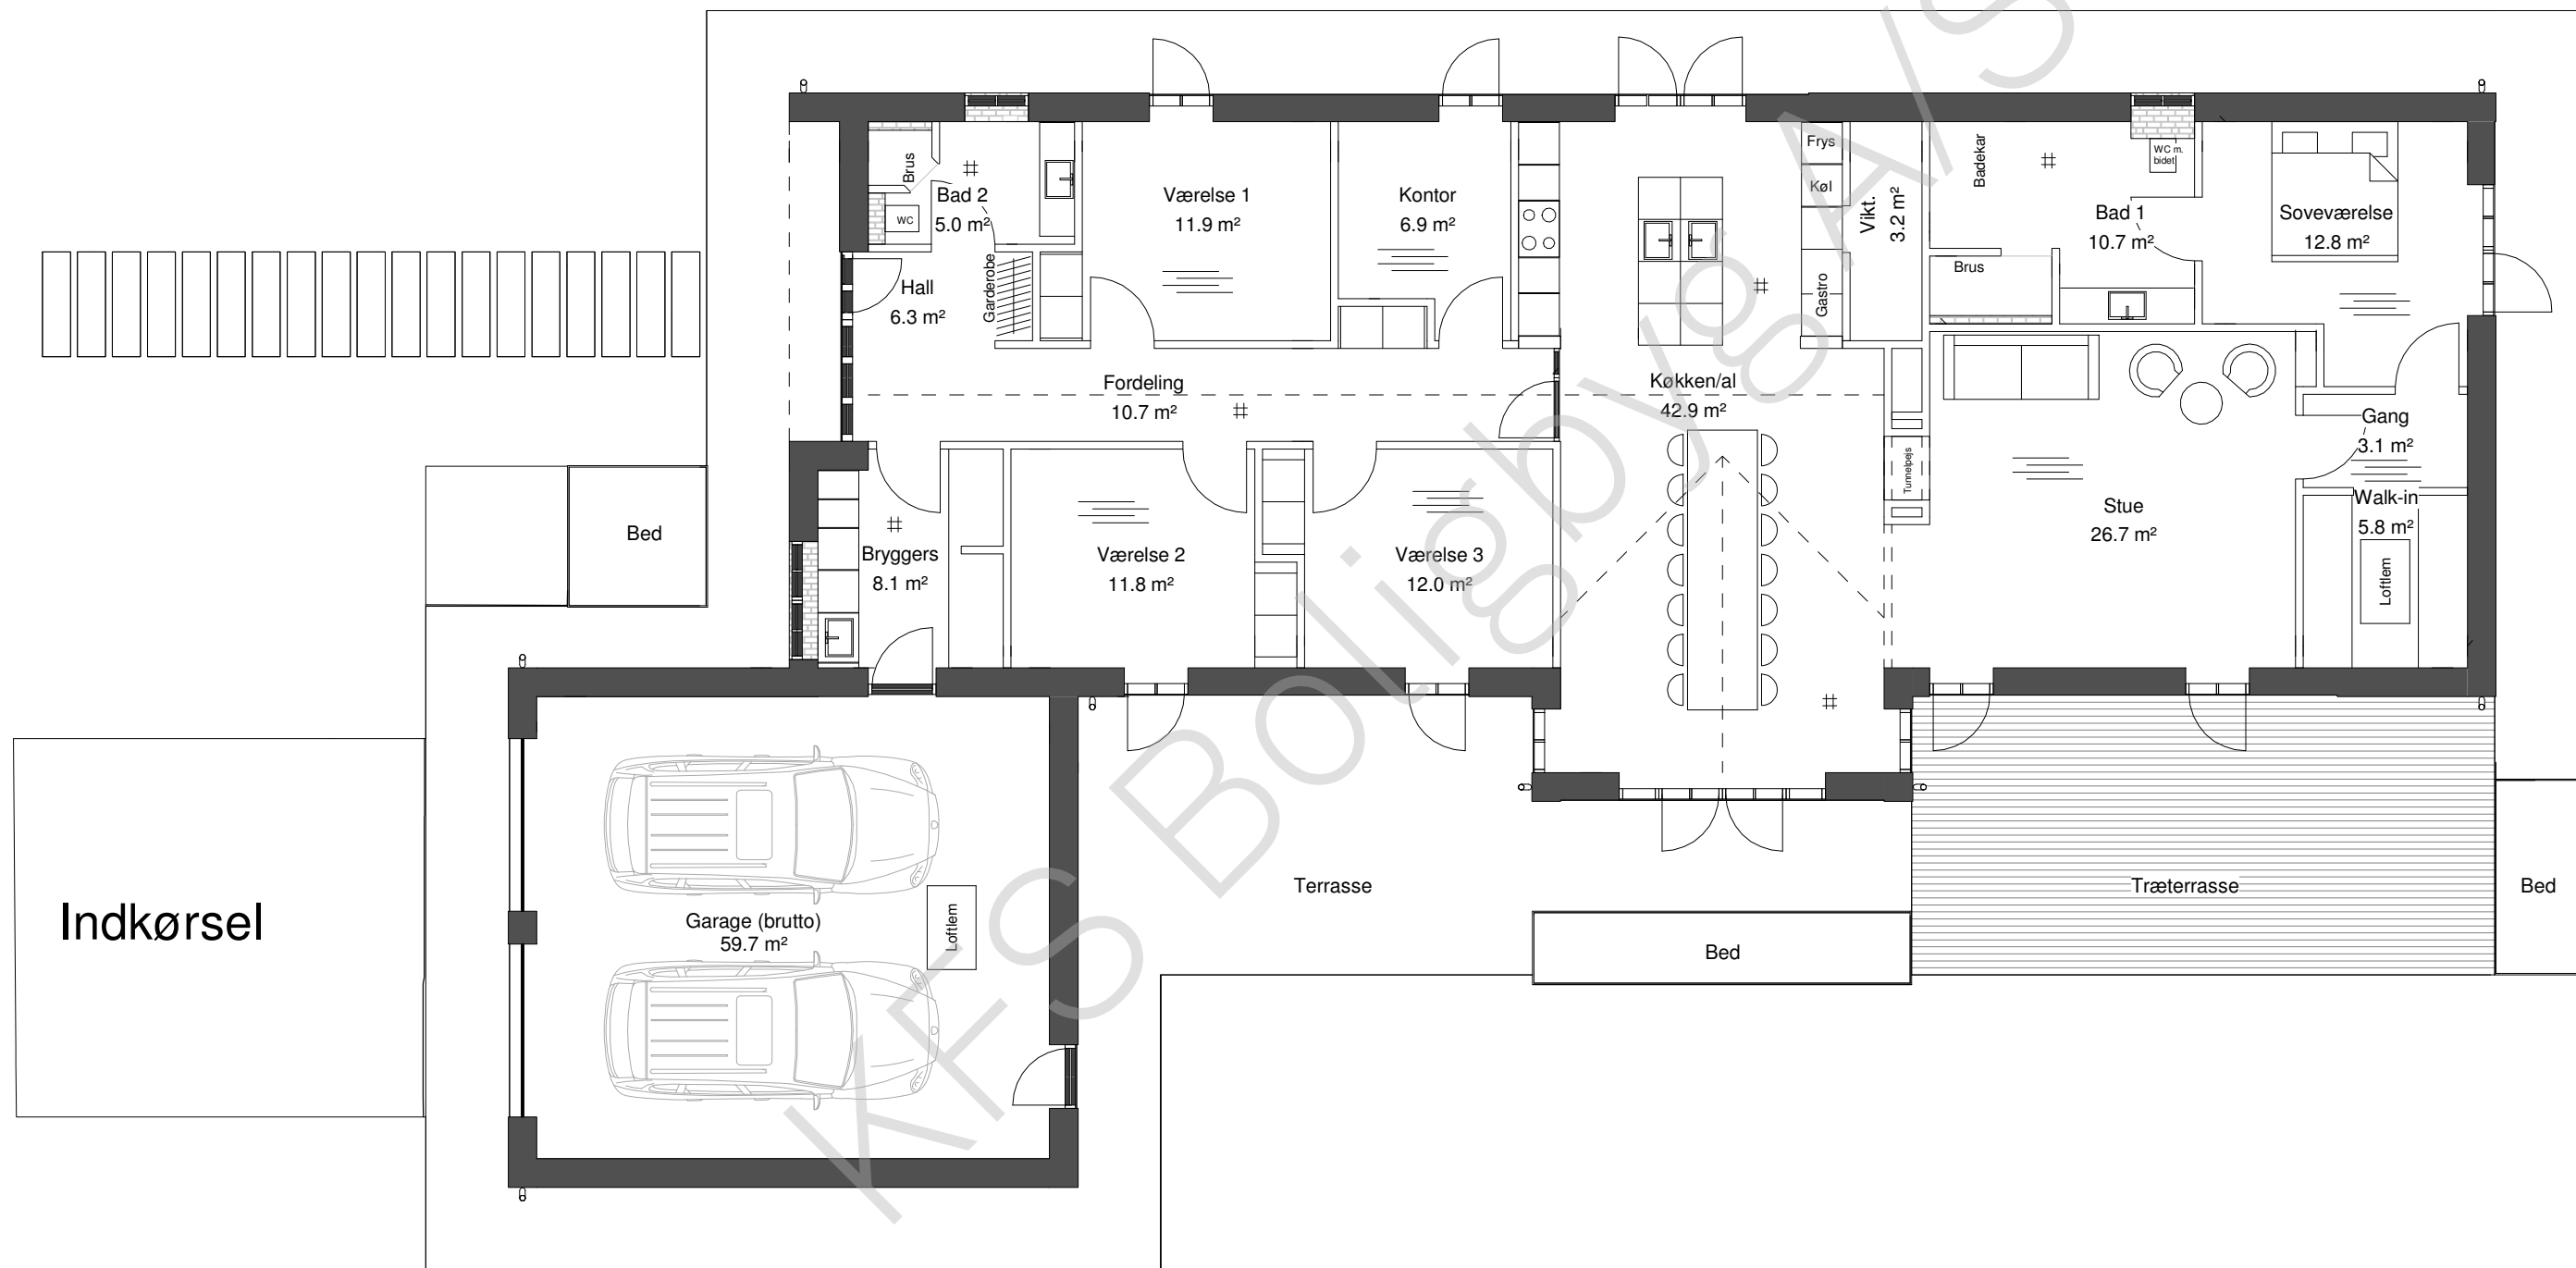 Brus
WC
Bad 2
5.0 m²
Værelse 1
11.9 m²
Kontor
6.9 m²
Frys
Køl
Gastro
Vikt.
3.2 m²
Badekar
WC m.
bidet
Bad 1
10.7 m²
Brus
Soveværelse
12.8 m²
Hall
6.3 m²
Garderobe
Fordeling
10.7 m²
Køkken/al
42.9 m²
Tunnelpejs
Gang
3.1 m²
Walk-in
5.8 m²
Loftlem
Stue
26.7 m²
Bed
Bryggers
8.1 m²
Værelse 2
11.8 m²
Værelse 3
12.0 m²
Indkørsel
Garage (brutto)
59.7 m²
Loftlem
Terrasse
Bed
Træterrasse
Bed
KFS Boligbyg A/S